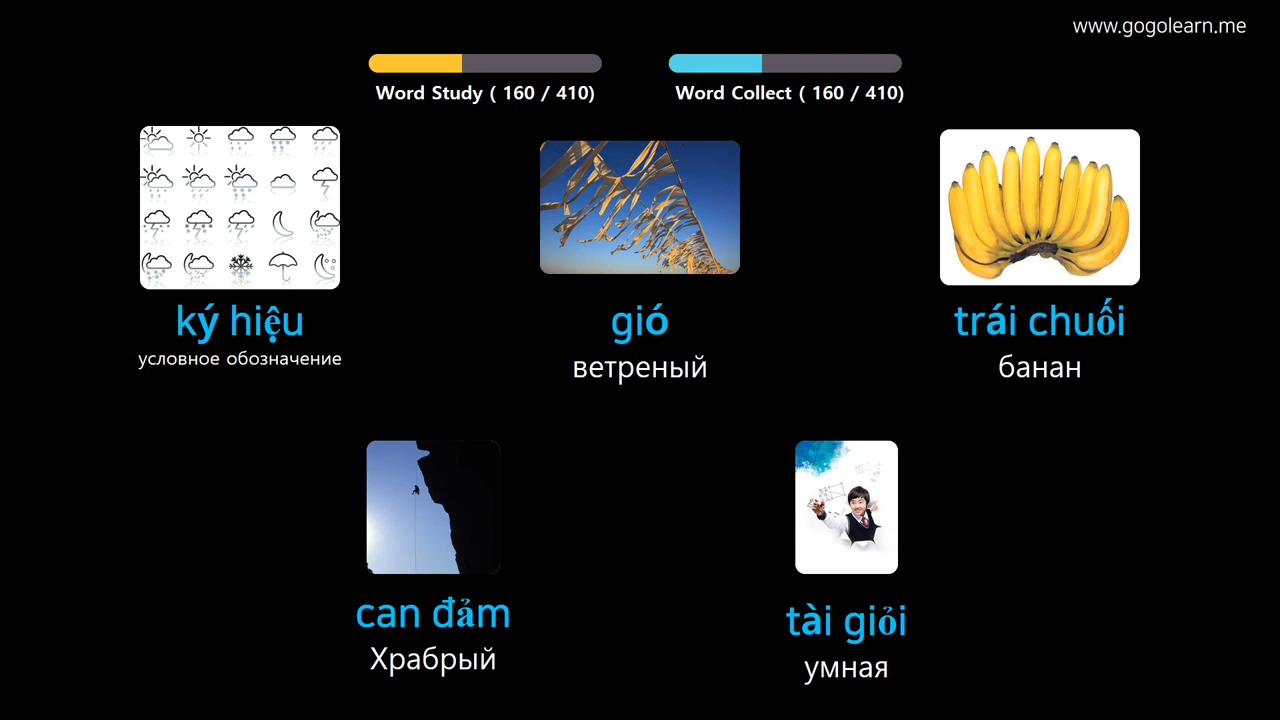 www.gogolearn.me
Word Study ( 160 / 410)
Word Collect ( 160 / 410)
ký hiệu
условное обозначение
gió
ветреный
trái chuối
банан
can đảm
Храбрый
tài giỏi
умная